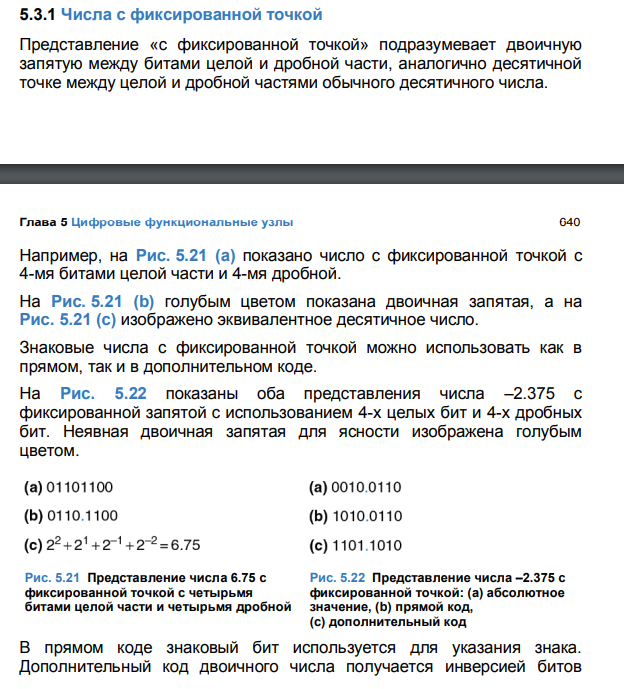 5.3.1 Числа с фиксированной точкой
Представление «с фиксированной точкой» подразумевает двоичную
запятую между битами целой и дробной части, аналогично десятичной
точке между целой и дробной частями обычного десятичного числа.
Глава 5 Цифровые функциональные узлы 640
Например, на Рис. 5.21 (a) показано число с фиксированной точкой с
4-мя битами целой части и 4-мя дробной.
На Рис. 5.21 (b) голубым цветом показана двоичная запятая, а на
Рис. 5.21 (c) изображено эквивалентное десятичное число.
Знаковые числа с фиксированной точкой можно использовать как в
прямом, так и в дополнительном коде.
На Рис. 5.22 показаны оба представления числа –2.375 с
фиксированной запятой с использованием 4-х целых бит и 4-х дробных
бит. Неявная двоичная запятая для ясности изображена голубым
цветом.
(a) 01101100
(b) 0110.1100
(c) 2² + 2¹ + 2⁻¹ + 2⁻² = 6.75
Рис. 5.21 Представление числа 6.75 с
фиксированной точкой с четырьмя
битами целой части и четырьмя дробной
(a) 0010.0110
(b) 1010.0110
(c) 1101.1010
Рис. 5.22 Представление числа –2.375 с
фиксированной точкой: (a) абсолютное
значение, (b) прямой код,
(c) дополнительный код
В прямом коде знаковый бит используется для указания знака.
Дополнительный код двоичного числа получается инверсией битов